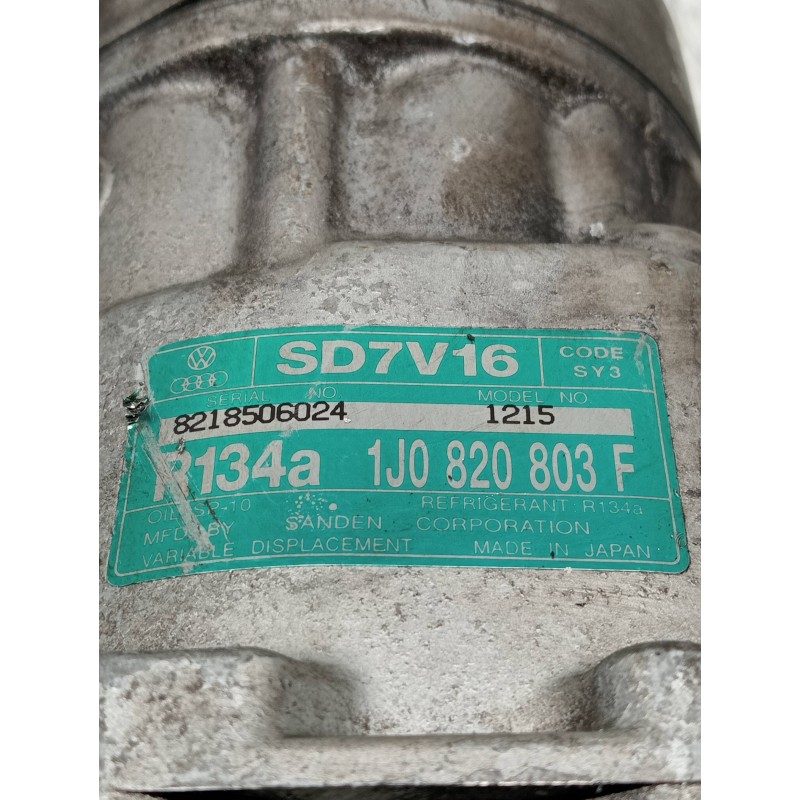 SD7V16 CODE
SY3
SERIAL NO MODEL NO.
8218506024 1215
R134a 1J0 820 803 F
OIL SP-10 REFRIGERANT R134a
MFD. BY SANDEN CORPORATION
VARIABLE DISPLACEMENT MADE IN JAPAN